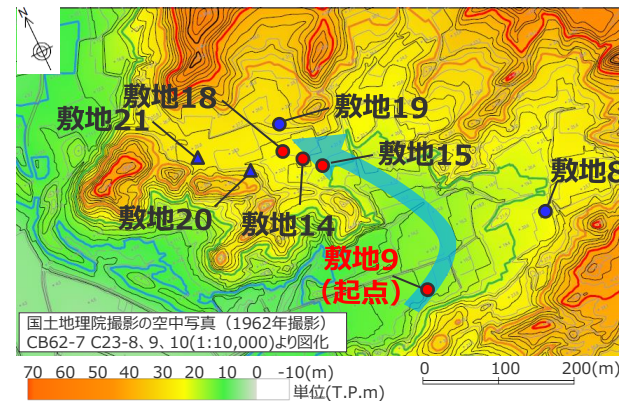 敷地18
敷地19
敷地21
敷地15
敷地8
敷地20
敷地14
敷地9
（起点）
国土地理院撮影の空中写真（1962年撮影）
CB62-7 C23-8、9、10(1:10,000)より図化
70 60 50 40 30 20 10 0 -10(m)
単位(T.P.m)
0 100 200(m)